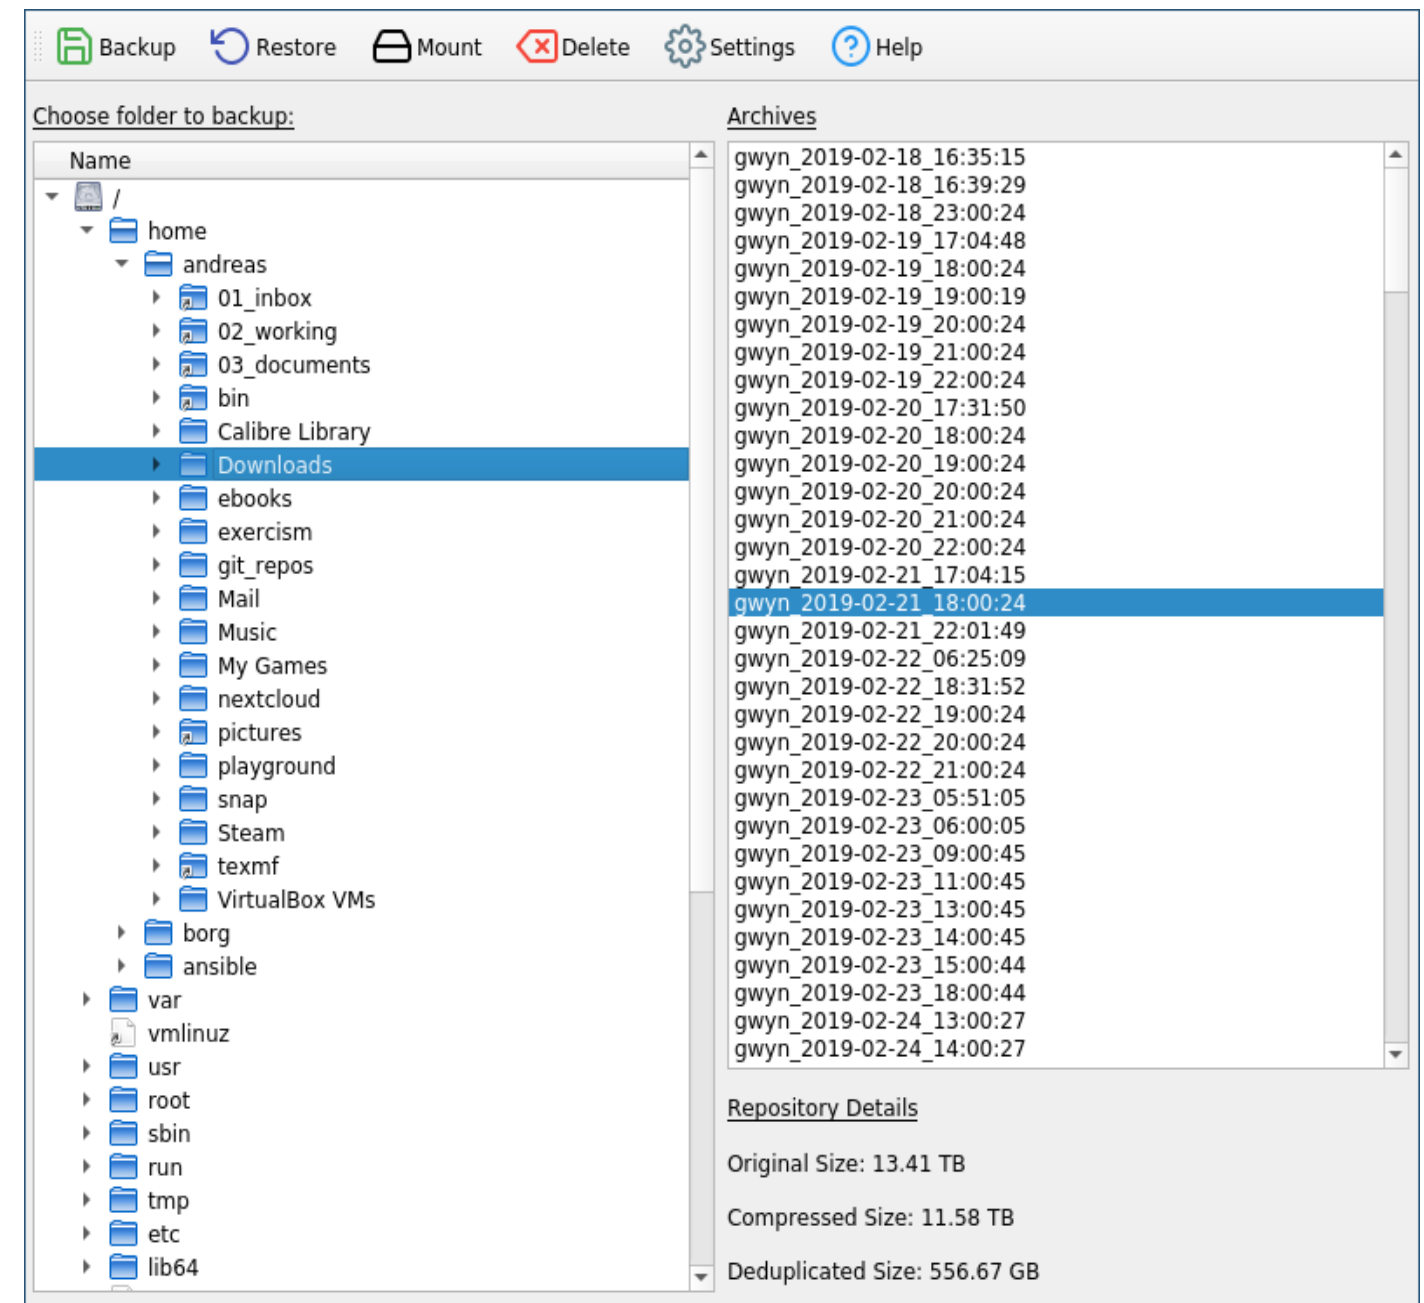 Backup Restore Mount Delete Settings Help
Choose folder to backup:
Name
/
home
andreas
01_inbox
02_working
03_documents
bin
Calibre Library
Downloads
ebooks
exercism
git_repos
Mail
Music
My Games
nextcloud
pictures
playground
snap
Steam
texmf
VirtualBox VMs
borg
ansible
var
vmlinuz
usr
root
sbin
run
tmp
etc
lib64
Archives
gwyn_2019-02-18_16:35:15
gwyn_2019-02-18_16:39:29
gwyn_2019-02-18_23:00:24
gwyn_2019-02-19_17:04:48
gwyn_2019-02-19_18:00:24
gwyn_2019-02-19_19:00:19
gwyn_2019-02-19_20:00:24
gwyn_2019-02-19_21:00:24
gwyn_2019-02-19_22:00:24
gwyn_2019-02-20_17:31:50
gwyn_2019-02-20_18:00:24
gwyn_2019-02-20_19:00:24
gwyn_2019-02-20_20:00:24
gwyn_2019-02-20_21:00:24
gwyn_2019-02-20_22:00:24
gwyn_2019-02-21_17:04:15
gwyn_2019-02-21_18:00:24
gwyn_2019-02-21_22:01:49
gwyn_2019-02-22_06:25:09
gwyn_2019-02-22_18:31:52
gwyn_2019-02-22_19:00:24
gwyn_2019-02-22_20:00:24
gwyn_2019-02-22_21:00:24
gwyn_2019-02-23_05:51:05
gwyn_2019-02-23_06:00:05
gwyn_2019-02-23_09:00:45
gwyn_2019-02-23_11:00:45
gwyn_2019-02-23_13:00:45
gwyn_2019-02-23_14:00:45
gwyn_2019-02-23_15:00:44
gwyn_2019-02-23_18:00:44
gwyn_2019-02-24_13:00:27
gwyn_2019-02-24_14:00:27
Repository Details
Original Size: 13.41 TB
Compressed Size: 11.58 TB
Deduplicated Size: 556.67 GB